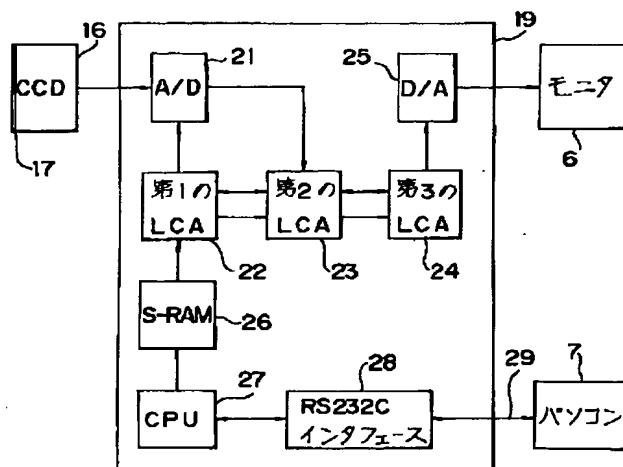 16
CCD
17
21
A/D
25
D/A
19
モニタ
6
第1の
LCA
22
第2の
LCA
23
第3の
LCA
24
S-RAM
26
27
CPU
28
RS232C
インタフェース
29
7
パソコン